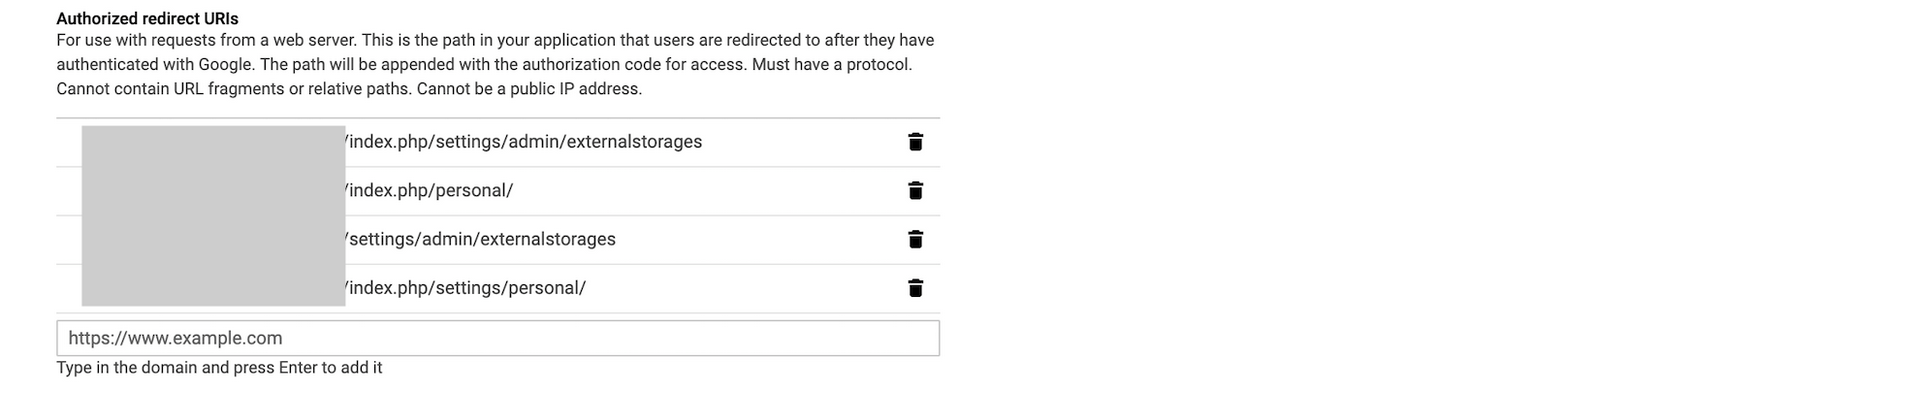 Authorized redirect URIs
For use with requests from a web server. This is the path in your application that users are redirected to after they have
authenticated with Google. The path will be appended with the authorization code for access. Must have a protocol.
Cannot contain URL fragments or relative paths. Cannot be a public IP address.
/index.php/settings/admin/externalstorages
/index.php/personal/
/settings/admin/externalstorages
/index.php/settings/personal/
https://www.example.com
Type in the domain and press Enter to add it